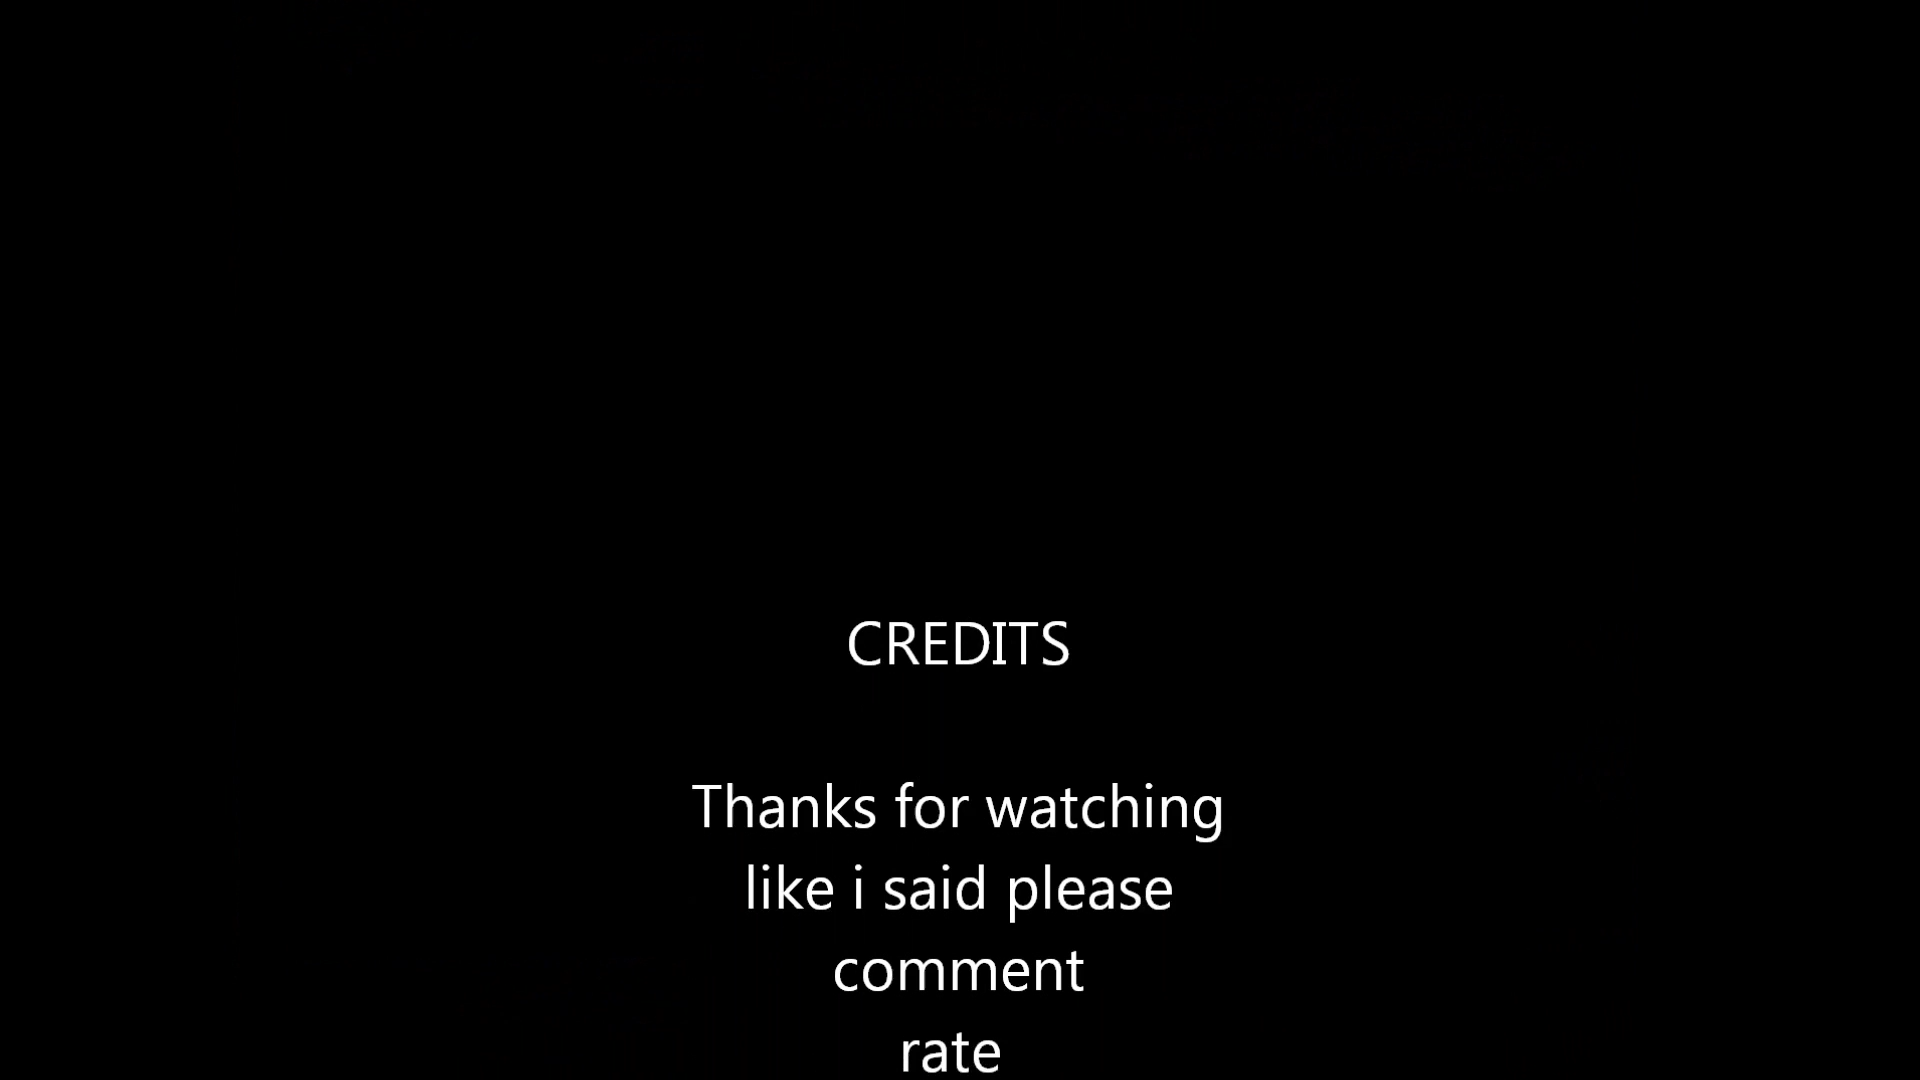 CREDITS
Thanks for watching
like i said please
comment
rate